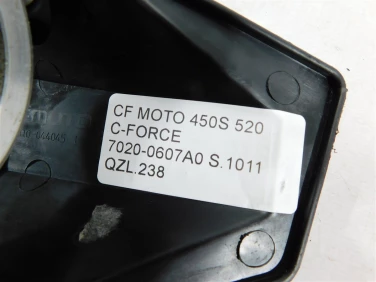 CF MOTO 450S 520
C-FORCE
7020-0607A0 S.1011
QZL.238